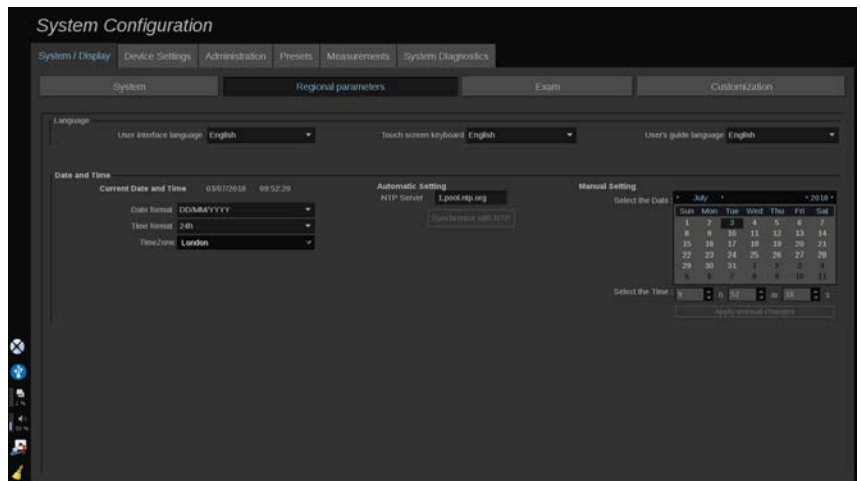 System Configuration
System / Display Device Settings Administration Presets Measurements System Diagnostics
System Regional parameters Exam Customization
Language
User interface language English Touch screen keyboard English User's guide language English
Date and Time
Current Date and Time 03/07/2018 09:52:20 Automatic Setting Manual Setting
NTP Server 1.pool.ntp.org Select the Date : July 2018
Date format DD/MM/YYYY Synchronize with NTP Sun Mon Tue Wed Thu Fri Sat
Time format 24h 1 2 3 4 5 6 7
TimeZone London 8 9 10 11 12 13 14
15 16 17 18 19 20 21
22 23 24 25 26 27 28
29 30 31 1 2 3 4
5 6 7 8 9 10 11
Select the Time : 9 h 52 m 18 s
Apply manual changes